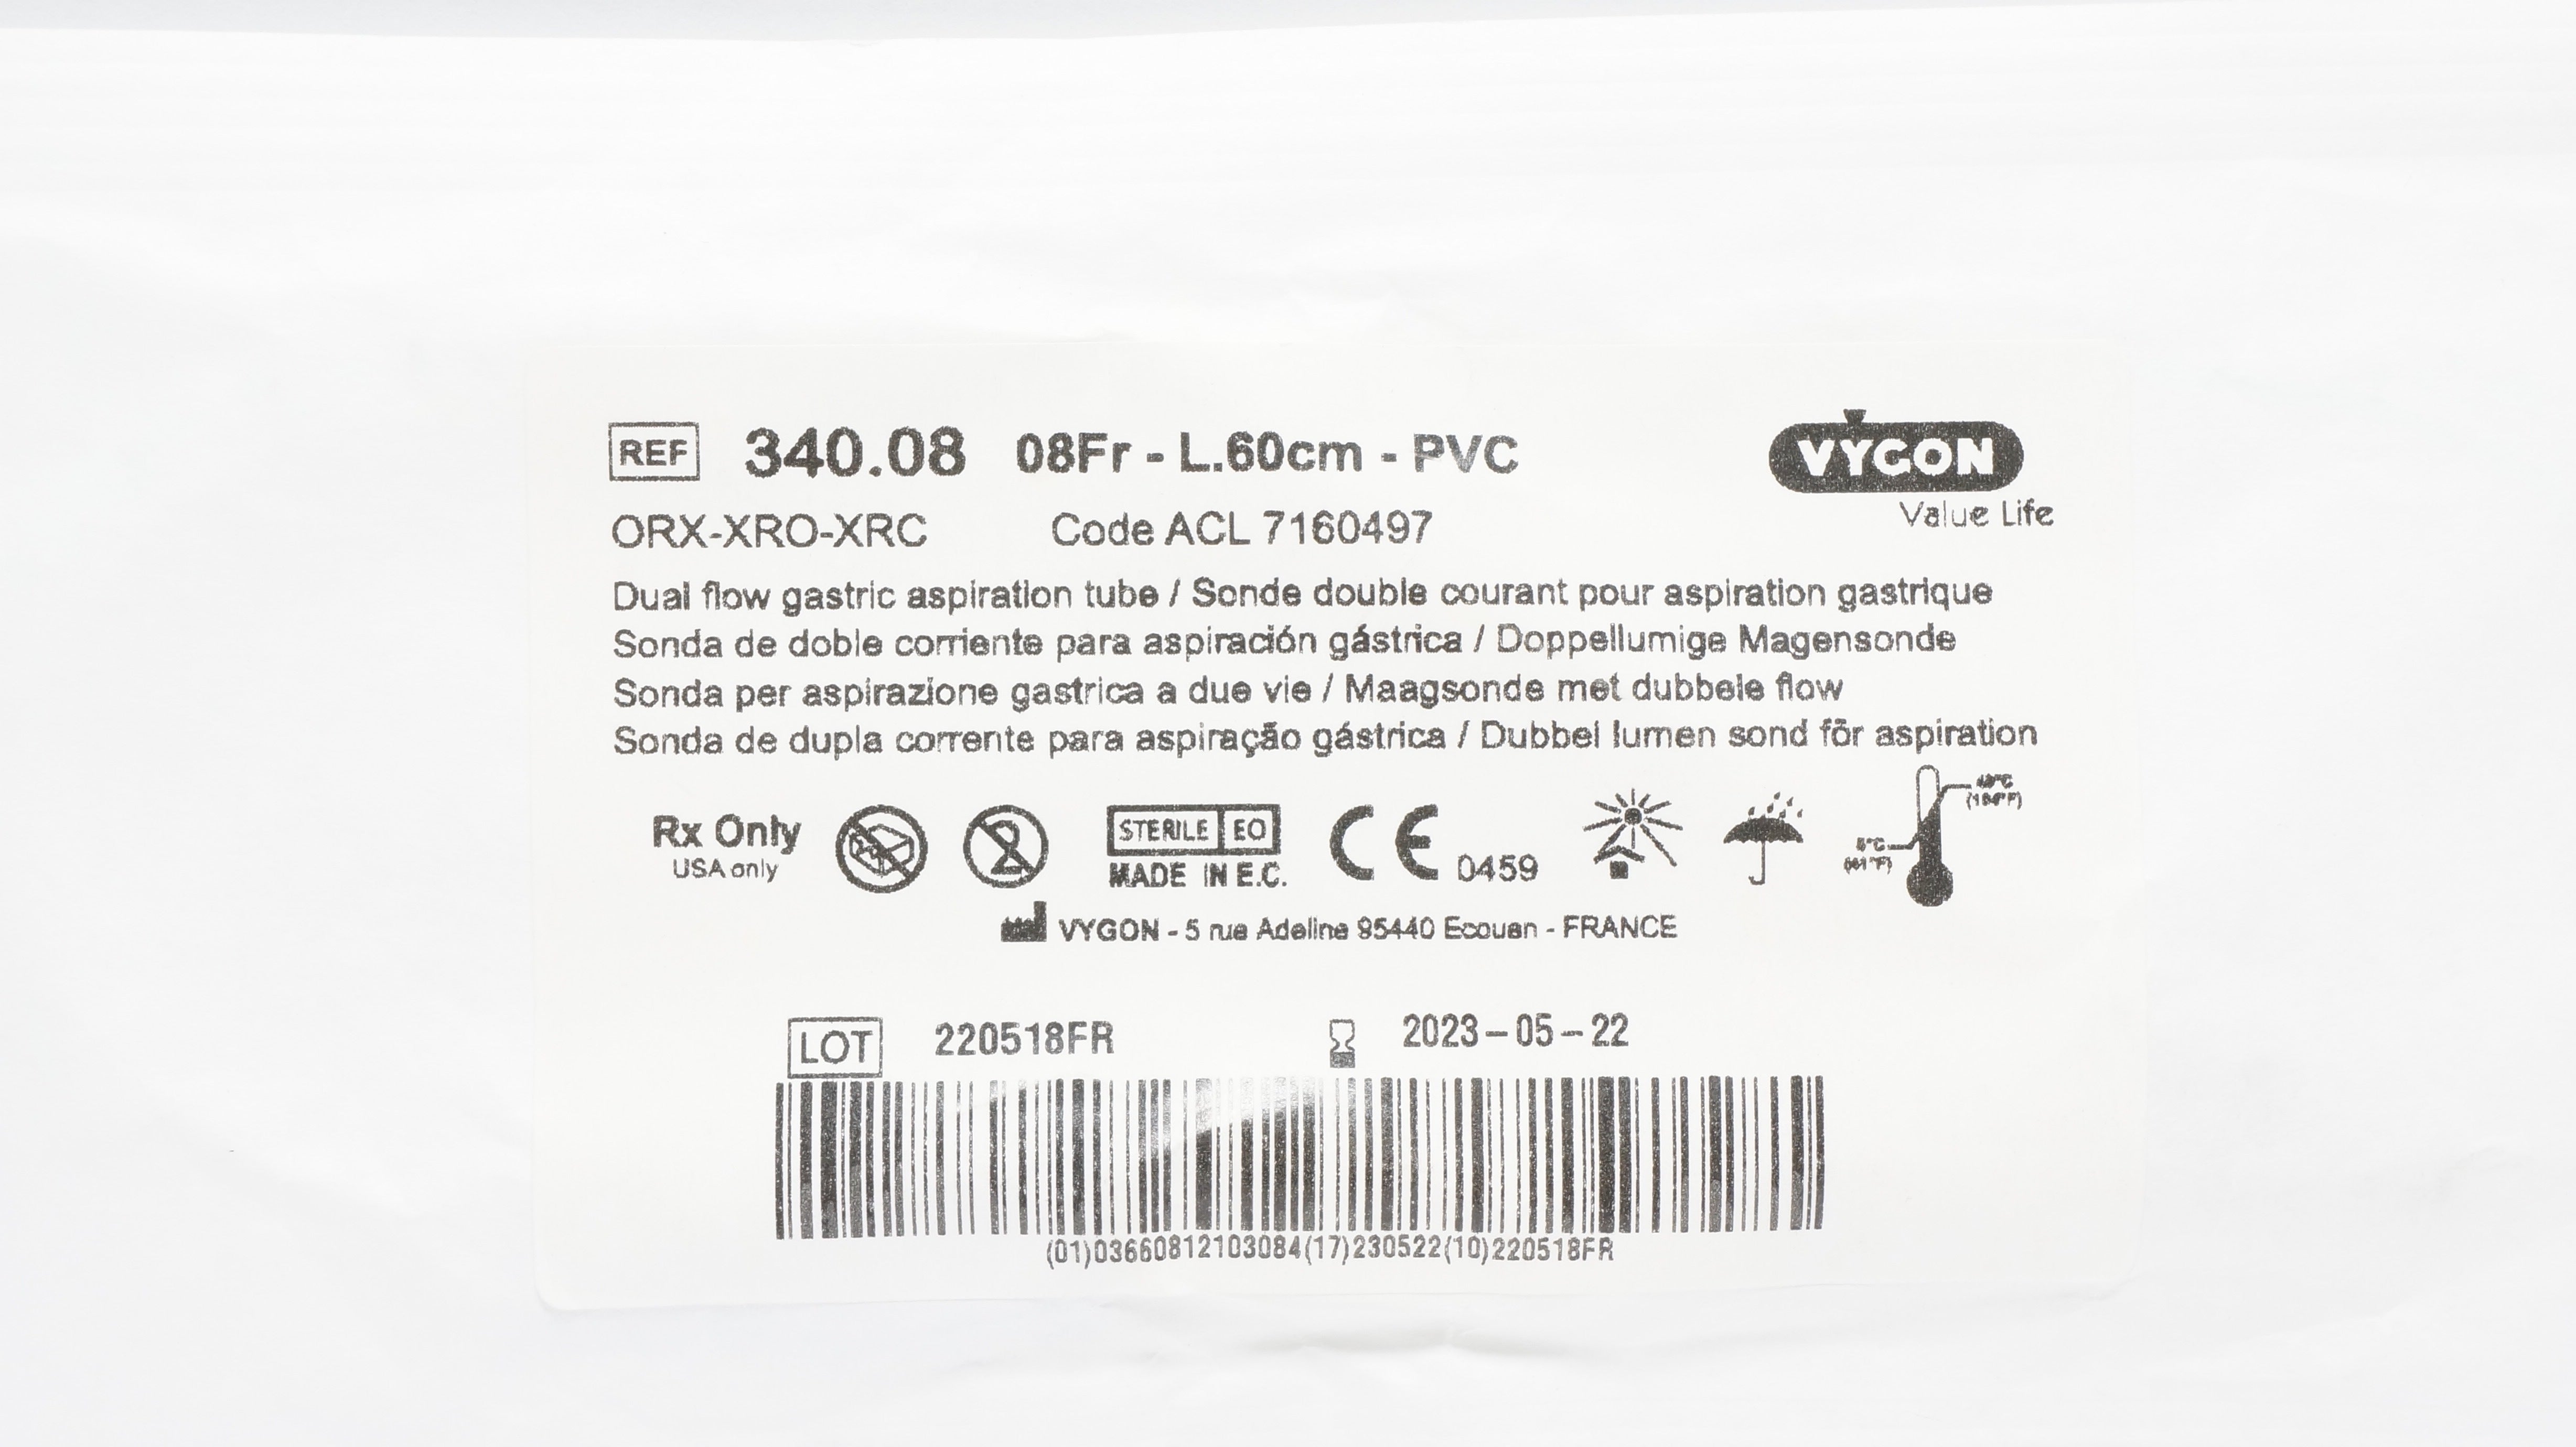 REF 340.08 08Fr - L.60cm - PVC
VYGON
Value Life
ORX-XRO-XRC Code ACL 7160497
Dual flow gastric aspiration tube / Sonde double courant pour aspiration gastrique
Sonda de doble corriente para aspiración gástrica / Doppellumige Magensonde
Sonda per aspirazione gastrica a due vie / Maagsonde met dubbele flow
Sonda de dupla corrente para aspiração gástrica / Dubbel lumen sond för aspiration
Rx Only
USA only
2
STERILE EO
MADE IN E.C.
CE 0459
VYGON - 5 rue Adeline 95440 Ecouen - FRANCE
LOT 220518FR 2023-05-22
(01)03660812103084(17)230522(10)220518FR